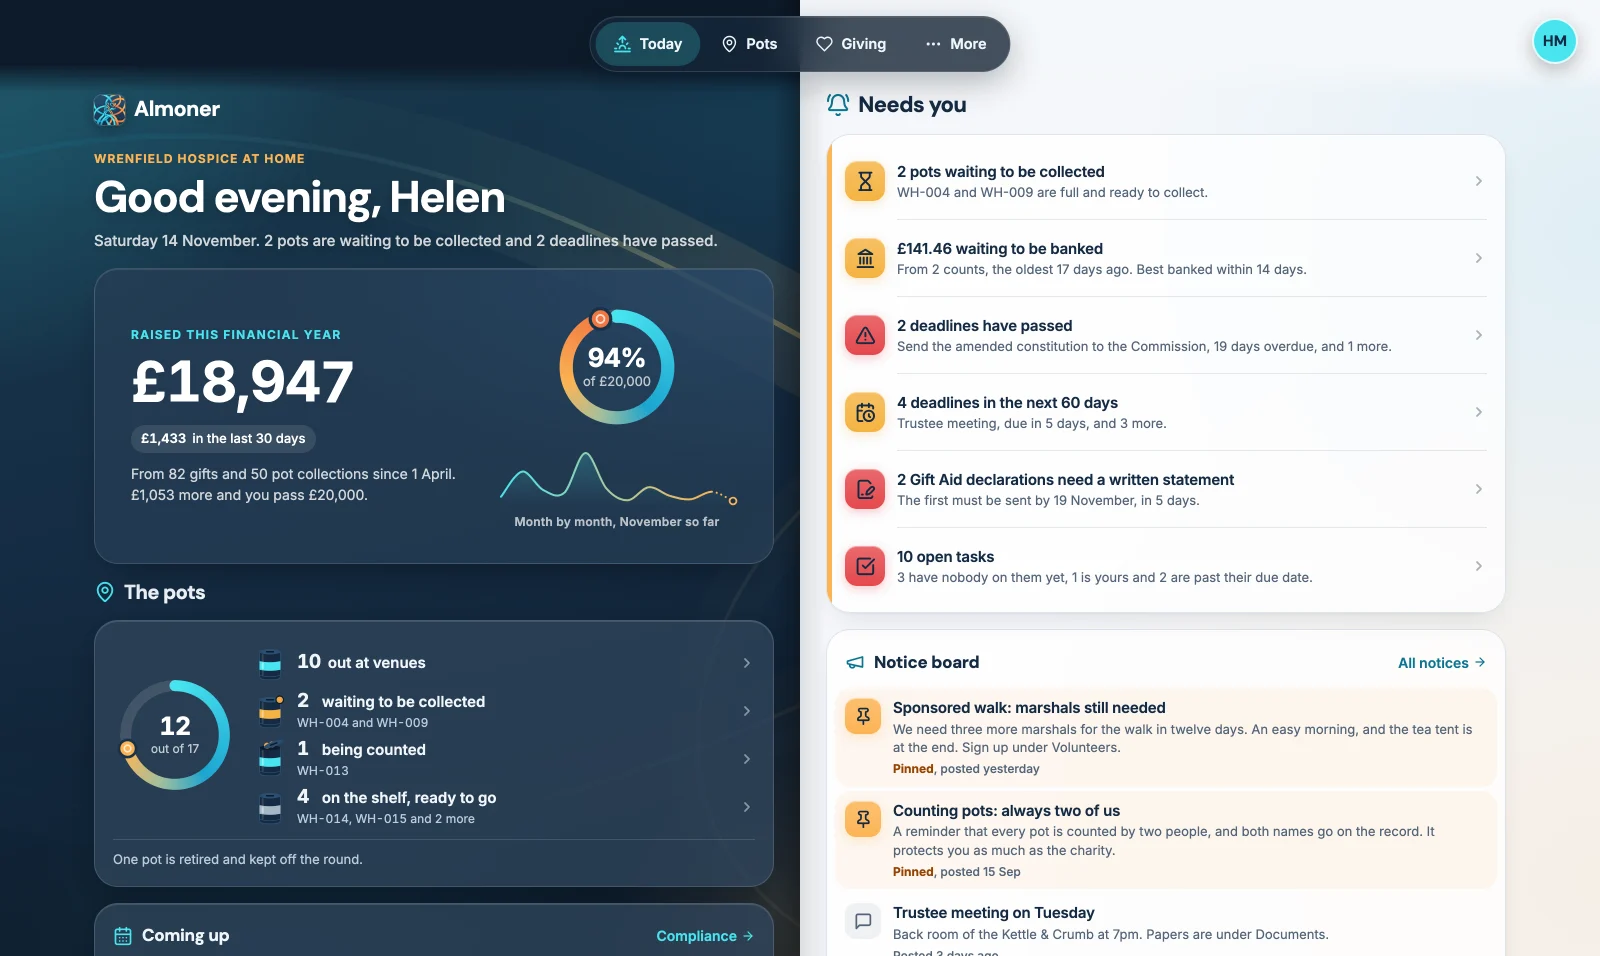 Today
Pots
Giving
More
HM
Almoner
WRENFIELD HOSPICE AT HOME
Good evening, Helen
Saturday 14 November. 2 pots are waiting to be collected and 2 deadlines have passed.
RAISED THIS FINANCIAL YEAR
£18,947
£1,433 in the last 30 days
From 82 gifts and 50 pot collections since 1 April.
£1,053 more and you pass £20,000.
94%
of £20,000
Month by month, November so far
The pots
12
out of 17
10 out at venues
2 waiting to be collected
WH-004 and WH-009
1 being counted
WH-013
4 on the shelf, ready to go
WH-014, WH-015 and 2 more
One pot is retired and kept off the round.
Coming up
Compliance
Needs you
2 pots waiting to be collected
WH-004 and WH-009 are full and ready to collect.
£141.46 waiting to be banked
From 2 counts, the oldest 17 days ago. Best banked within 14 days.
2 deadlines have passed
Send the amended constitution to the Commission, 19 days overdue, and 1 more.
4 deadlines in the next 60 days
Trustee meeting, due in 5 days, and 3 more.
2 Gift Aid declarations need a written statement
The first must be sent by 19 November, in 5 days.
10 open tasks
3 have nobody on them yet, 1 is yours and 2 are past their due date.
Notice board
All notices
Sponsored walk: marshals still needed
We need three more marshals for the walk in twelve days. An easy morning, and the tea tent is
at the end. Sign up under Volunteers.
Pinned, posted yesterday
Counting pots: always two of us
A reminder that every pot is counted by two people, and both names go on the record. It
protects you as much as the charity.
Pinned, posted 15 Sep
Trustee meeting on Tuesday
Back room of the Kettle & Crumb at 7pm. Papers are under Documents.
Posted 3 days ago